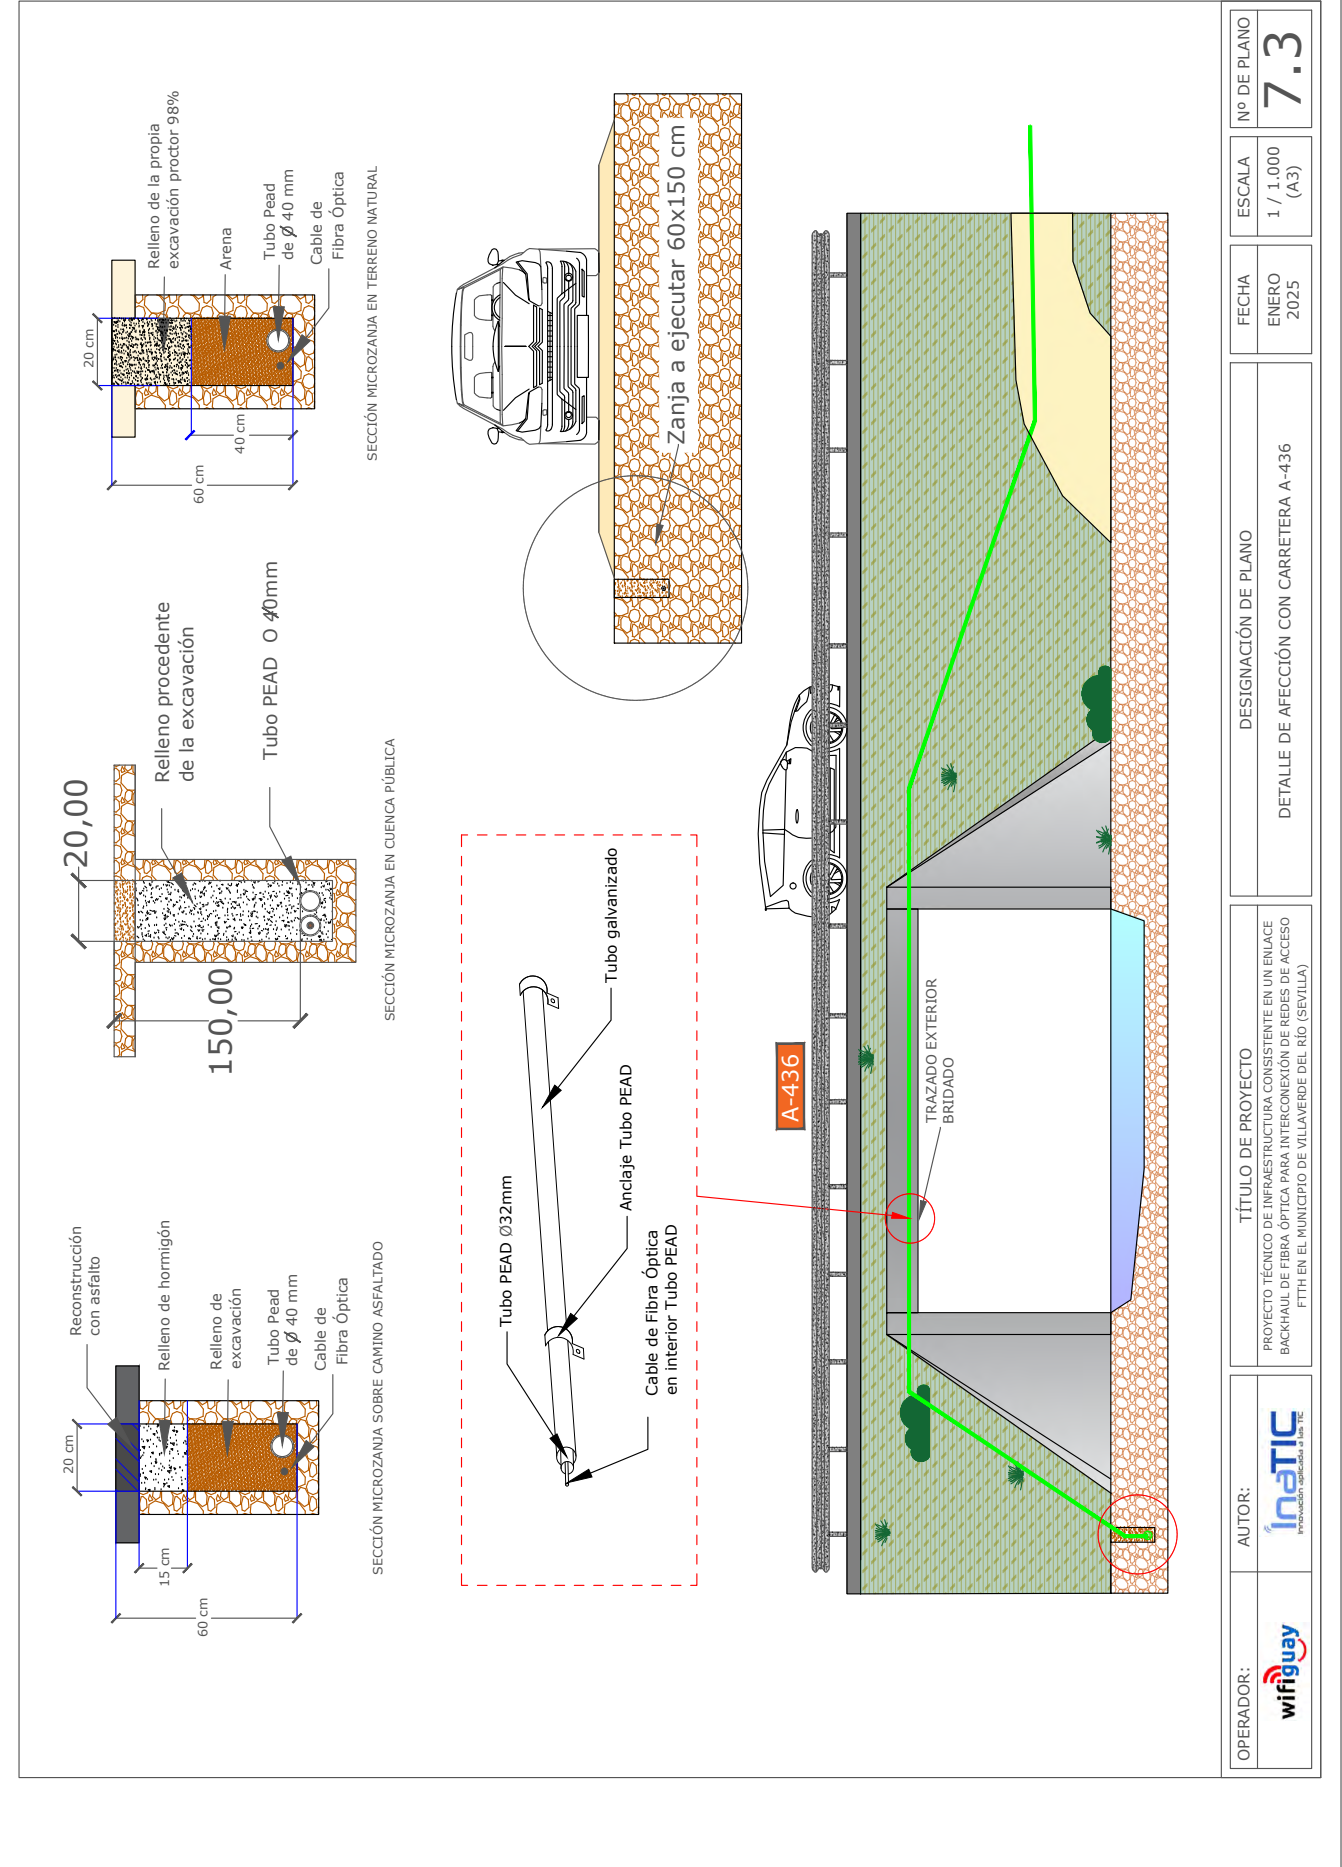 Reconstrucción
con asfalto
Relleno de hormigón
Relleno de
excavación
Tubo Pead
de Ø 40 mm
Cable de
Fibra Óptica
20 cm
15 cm
60 cm
SECCIÓN MICROZANJA SOBRE CAMINO ASFALTADO
20,00
150,00
Relleno procedente
de la excavación
Tubo PEAD O 40mm
SECCIÓN MICROZANJA EN CUENCA PÚBLICA
20 cm
40 cm
60 cm
Relleno de la propia
excavación proctor 98%
Arena
Tubo Pead
de Ø 40 mm
Cable de
Fibra Óptica
SECCIÓN MICROZANJA EN TERRENO NATURAL
Tubo PEAD Ø32mm
Tubo galvanizado
Anclaje Tubo PEAD
Cable de Fibra Óptica
en interior Tubo PEAD
Zanja a ejecutar 60x150 cm
A-436
TRAZADO EXTERIOR
BRIDADO
OPERADOR:
wifiguay
AUTOR:
InaTIC
Innovación aplicada a las TIC
TÍTULO DE PROYECTO
PROYECTO TÉCNICO DE INFRAESTRUCTURA CONSISTENTE EN UN ENLACE
BACKHAUL DE FIBRA ÓPTICA PARA INTERCONEXIÓN DE REDES DE ACCESO
FTTH EN EL MUNICIPIO DE VILLAVERDE DEL RÍO (SEVILLA)
DESIGNACIÓN DE PLANO
DETALLE DE AFECCIÓN CON CARRETERA A-436
FECHA
ENERO
2025
ESCALA
1 / 1.000
(A3)
Nº DE PLANO
7.3